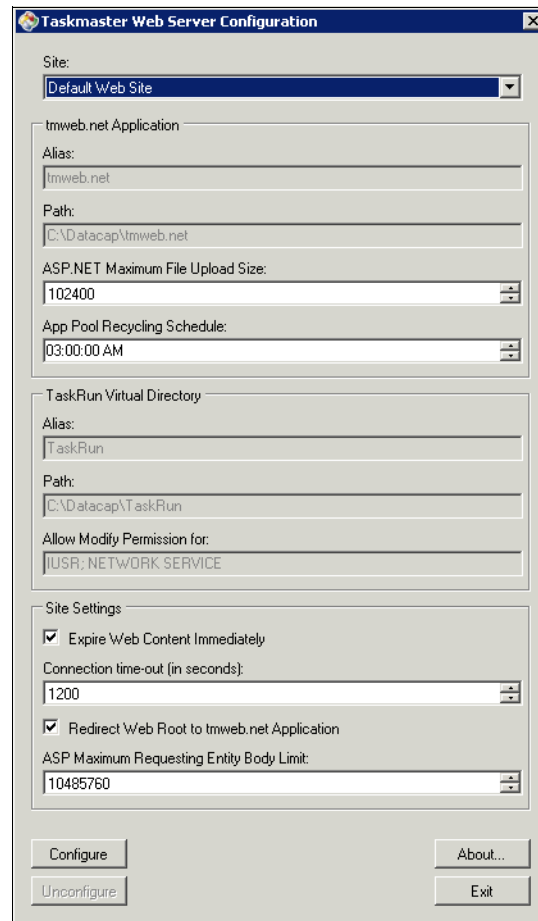 Taskmaster Web Server Configuration
Site:
Default Web Site
tmweb.net Application
Alias:
tmweb.net
Path:
C:\Datacap\tmweb.net
ASP.NET Maximum File Upload Size:
102400
App Pool Recycling Schedule:
03:00:00 AM
TaskRun Virtual Directory
Alias:
TaskRun
Path:
C:\Datacap\TaskRun
Allow Modify Permission for:
IUSR; NETWORK SERVICE
Site Settings
Expire Web Content Immediately
Connection time-out (in seconds):
1200
Redirect Web Root to tmweb.net Application
ASP Maximum Requesting Entity Body Limit:
10485760
Configure
About...
Unconfigure
Exit